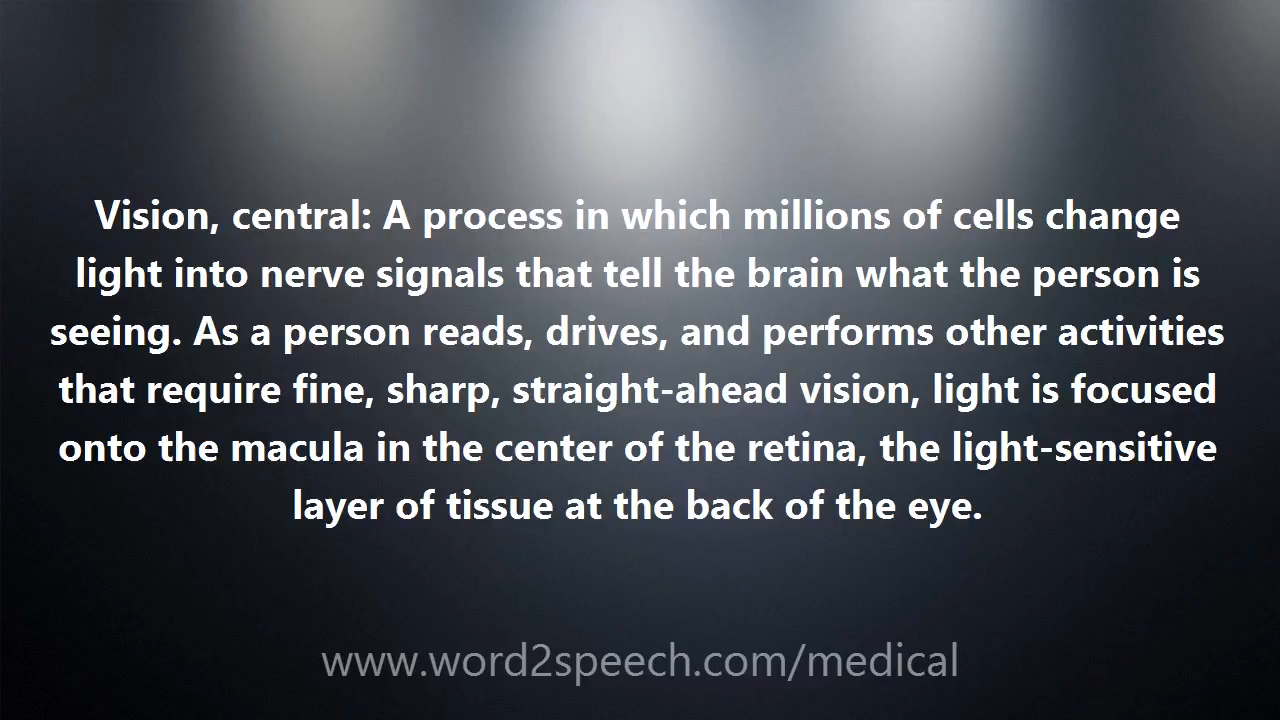 Vision, central: A process in which millions of cells change
light into nerve signals that tell the brain what the person is
seeing. As a person reads, drives, and performs other activities
that require fine, sharp, straight-ahead vision, light is focused
onto the macula in the center of the retina, the light-sensitive
layer of tissue at the back of the eye.
www.word2speech.com/medical